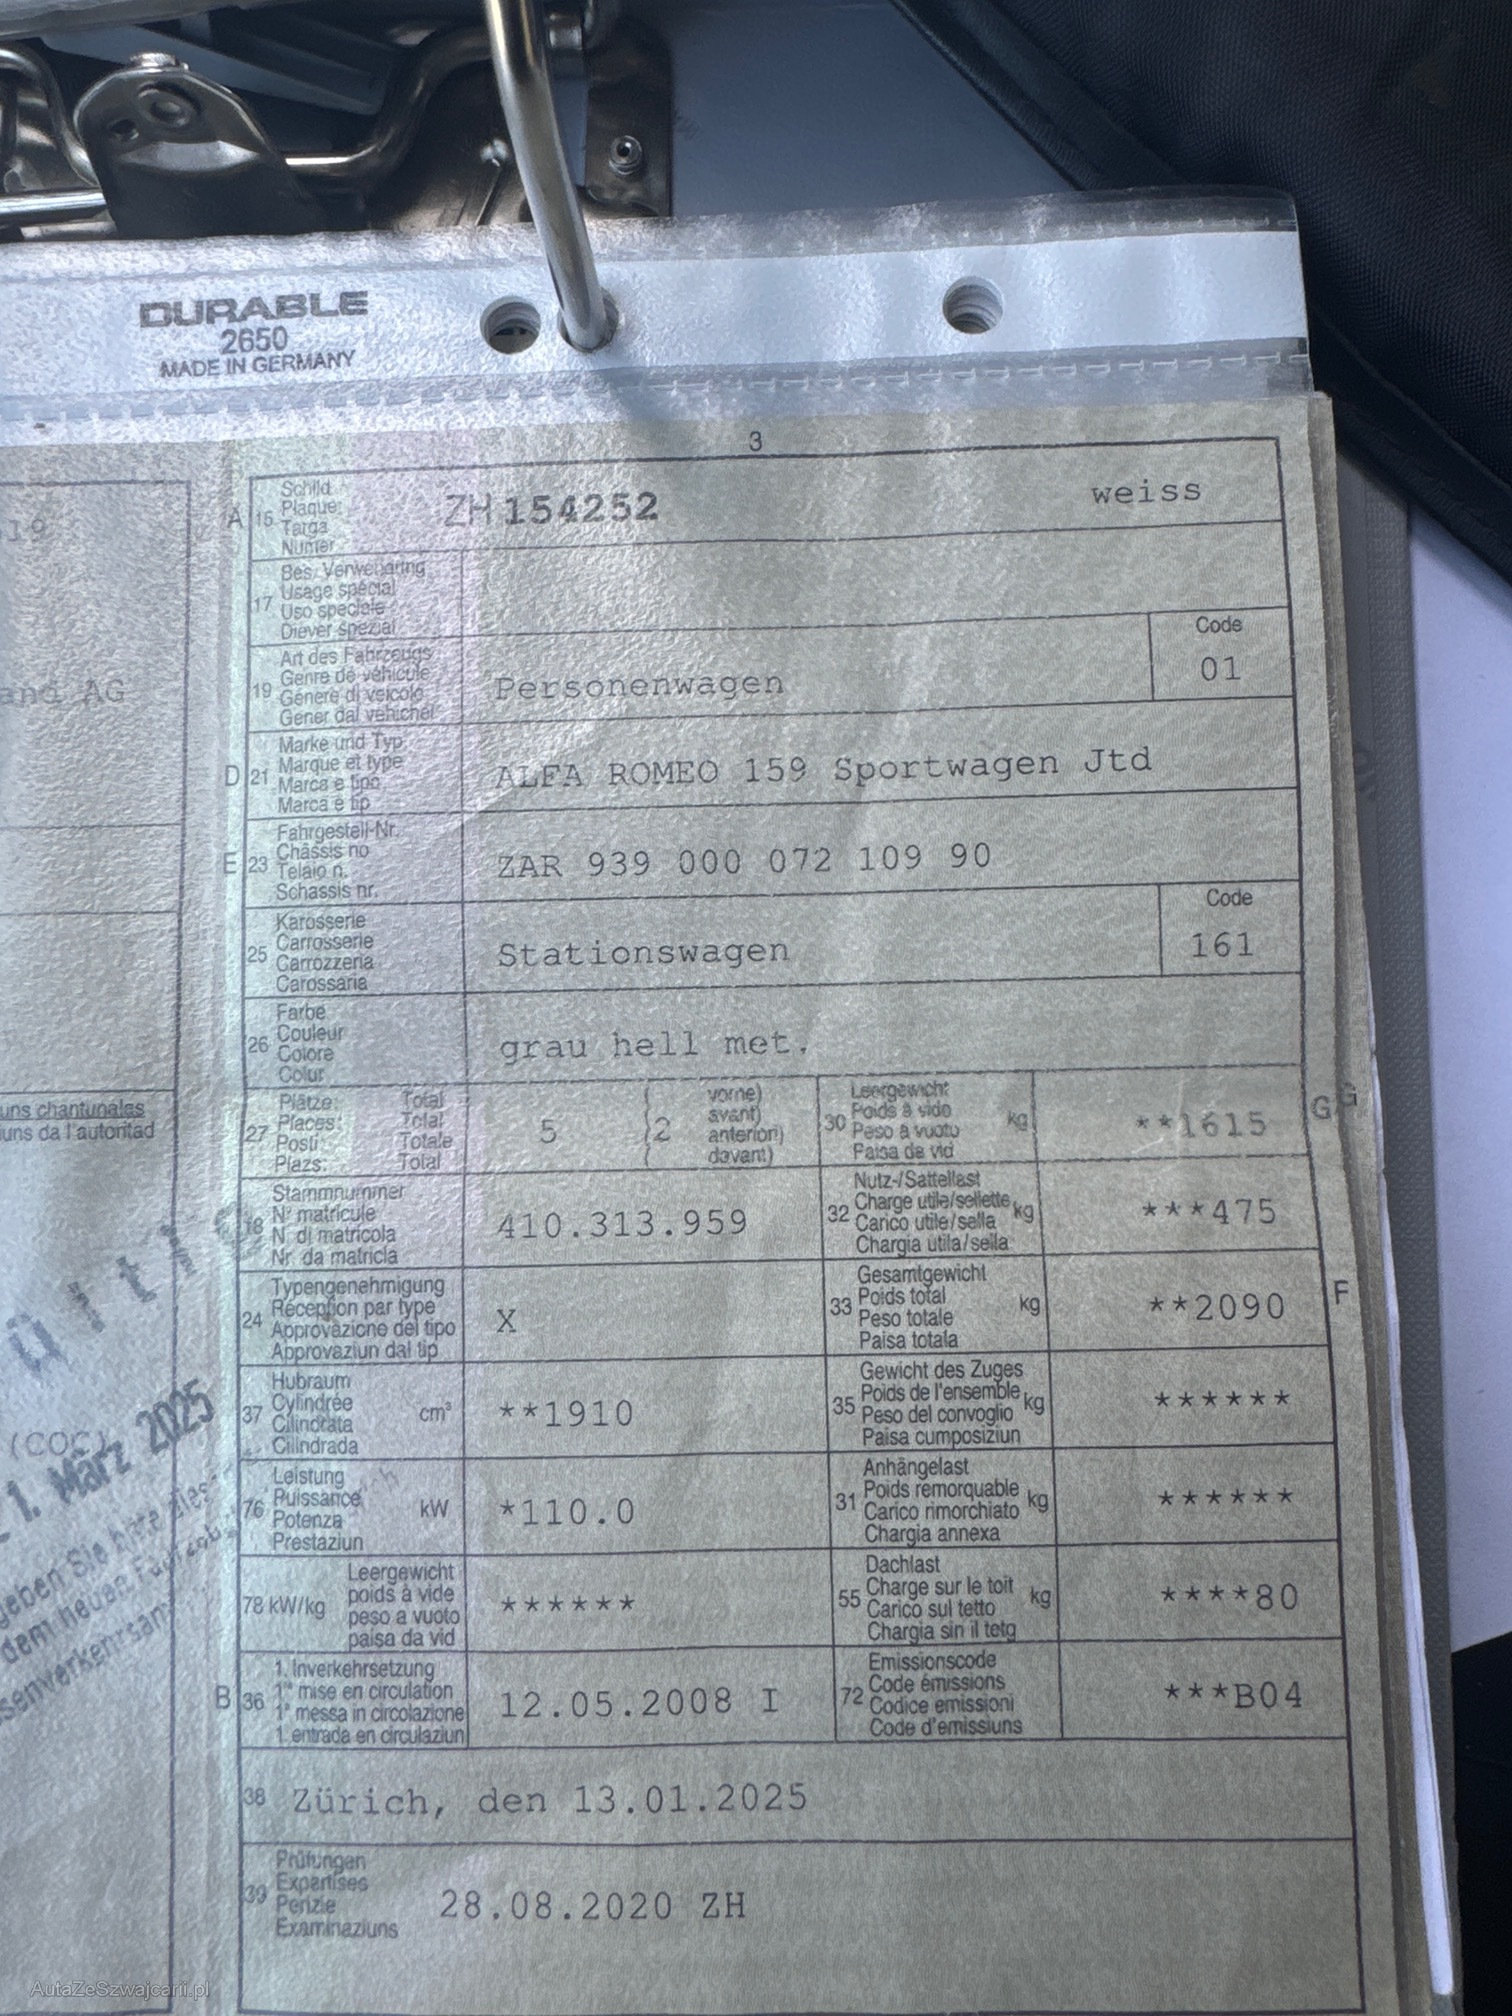 DURABLE
2650
MADE IN GERMANY
3
A 15 Schild Plaque Targa Numer ZH 154252 weiss
17 Bes. Verwendung Usage spécial Uso speciale Diever spezial
19 Art des Fahrzeugs Genre de véhicule Genere di veicolo Gener dal vehichel Personenwagen Code 01
D 21 Marke und Typ Marque et type Marca e tipo Marca e tip ALFA ROMEO 159 Sportwagen Jtd
E 23 Fahrgestell-Nr. Châssis no Telaio n. Schassis nr. ZAR 939 000 072 109 90
25 Karosserie Carrosserie Carrozzeria Carossaria Stationswagen Code 161
26 Farbe Couleur Colore Colur grau hell met.
27 Plätze: Total Places: Total Posti: Totale Plazs: Total 5 (2 vorne) avant) anteriori) davant)
30 Leergewicht Poids à vide Peso a vuoto Paisa da vid kg **1615 G G
18 Stammnummer N° matricule N. di matricola Nr. da matricla 410.313.959
32 Nutz-/Sattellast Charge utile/sellette Carico utile/sella Chargia utila/sella kg ***475
24 Typengenehmigung Réception par type Approvazione del tipo Approvaziun dal tip X
33 Gesamtgewicht Poids total Peso totale Paisa totala kg **2090 F
37 Hubraum Cylindrée Cilindrata Cilindrada cm³ **1910
35 Gewicht des Zuges Poids de l'ensemble Peso del convoglio Paisa cumposiziun kg ******
76 Leistung Puissance Potenza Prestaziun kW *110.0
31 Anhängelast Poids remorquable Carico rimorchiato Chargia annexa kg ******
78 kW/kg Leergewicht poids à vide peso a vuoto paisa da vid ******
55 Dachlast Charge sur le toit Carico sul tetto Chargia sin il tetg kg ****80
B 36 1. Inverkehrsetzung 1re mise en circulation 1a messa in circolazione 1. entrada en circulaziun 12.05.2008 I
72 Emissionscode Code émissions Codice emissioni Code d'emissiuns ***B04
38 Zürich, den 13.01.2025
39 Prüfungen Expertises Perizie Examinaziuns 28.08.2020 ZH
AG
uns chantunales
uns da l'autoritad
(COC)
1. März 2025
geben Sie bitte
dem neuen
AutaZeSzwajcarii.pl